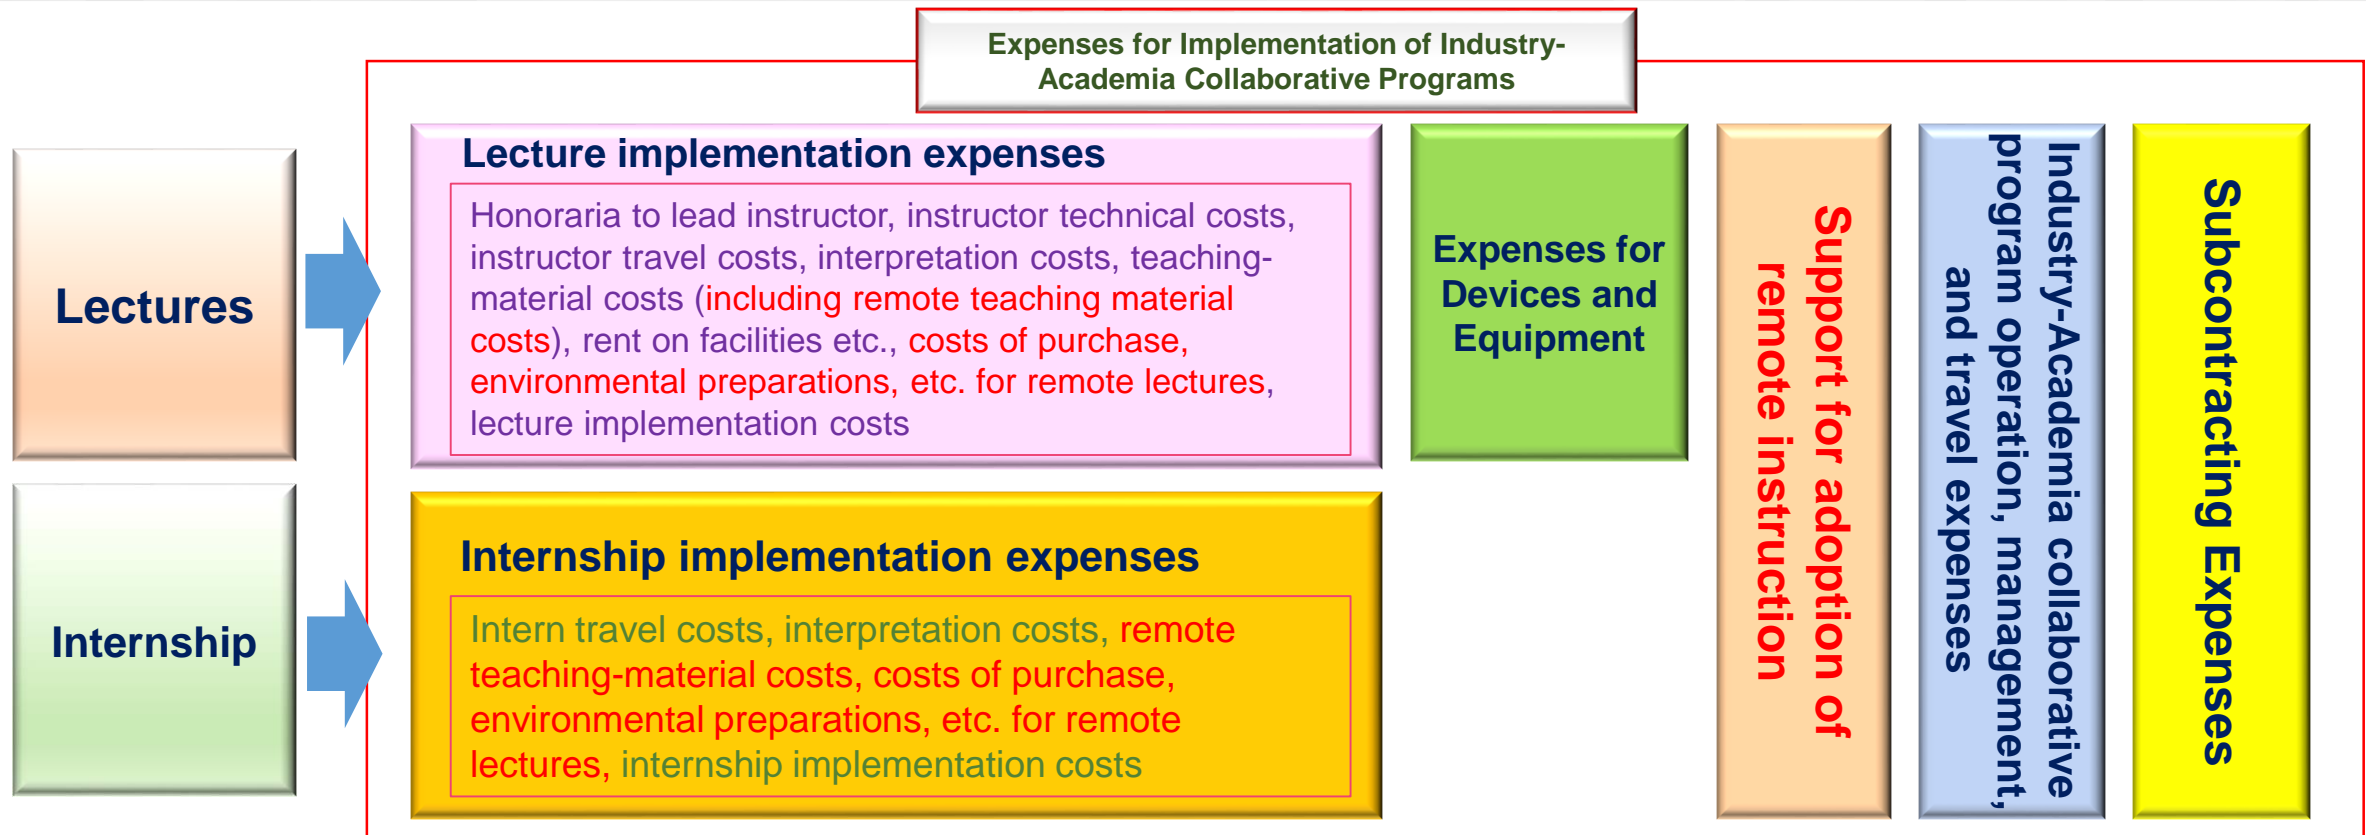 Expenses for Implementation of Industry-
Academia Collaborative Programs
Lectures
Lecture implementation expenses
Honoraria to lead instructor, instructor technical costs,
instructor travel costs, interpretation costs, teaching-
material costs (including remote teaching material
costs), rent on facilities etc., costs of purchase,
environmental preparations, etc. for remote lectures,
lecture implementation costs
Internship
Internship implementation expenses
Intern travel costs, interpretation costs, remote
teaching-material costs, costs of purchase,
environmental preparations, etc. for remote
lectures, internship implementation costs
Expenses for
Devices and
Equipment
Support for adoption of
remote instruction
Industry-Academia collaborative
program operation, management,
and travel expenses
Subcontracting Expenses